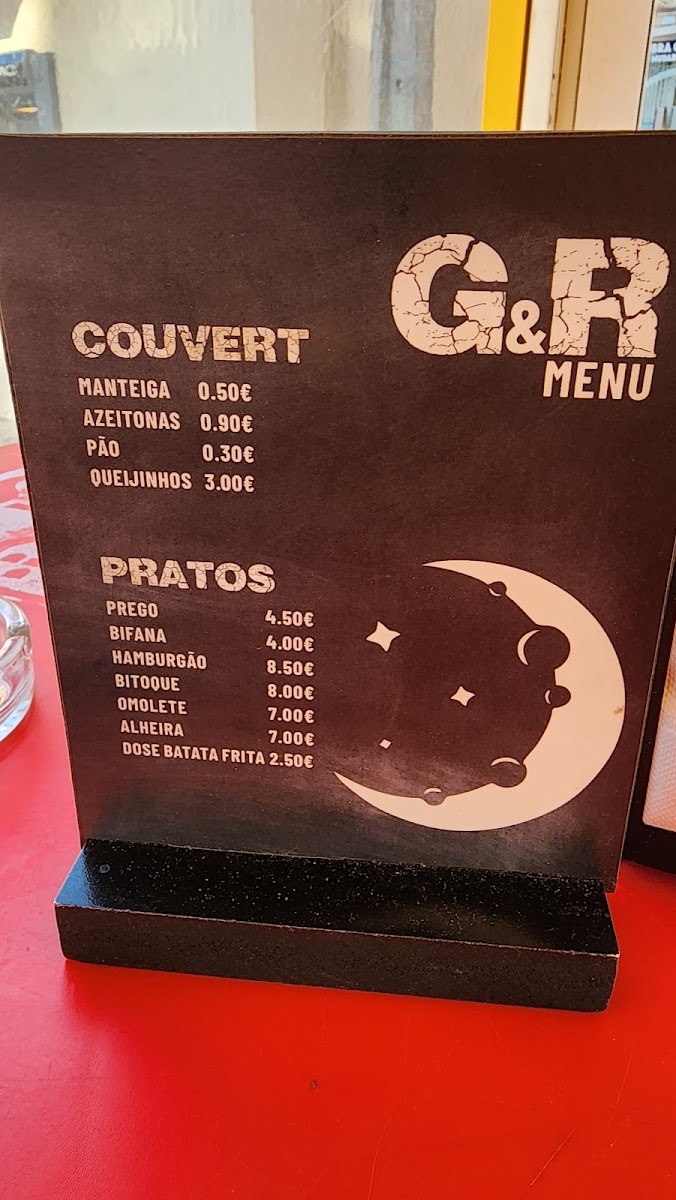 G&R
MENU
COUVERT
MANTEIGA 0.50€
AZEITONAS 0.90€
PÃO 0.30€
QUEIJINHOS 3.00€
PRATOS
PREGO 4.50€
BIFANA 4.00€
HAMBURGÃO 8.50€
BITOQUE 8.00€
OMOLETE 7.00€
ALHEIRA 7.00€
DOSE BATATA FRITA 2.50€